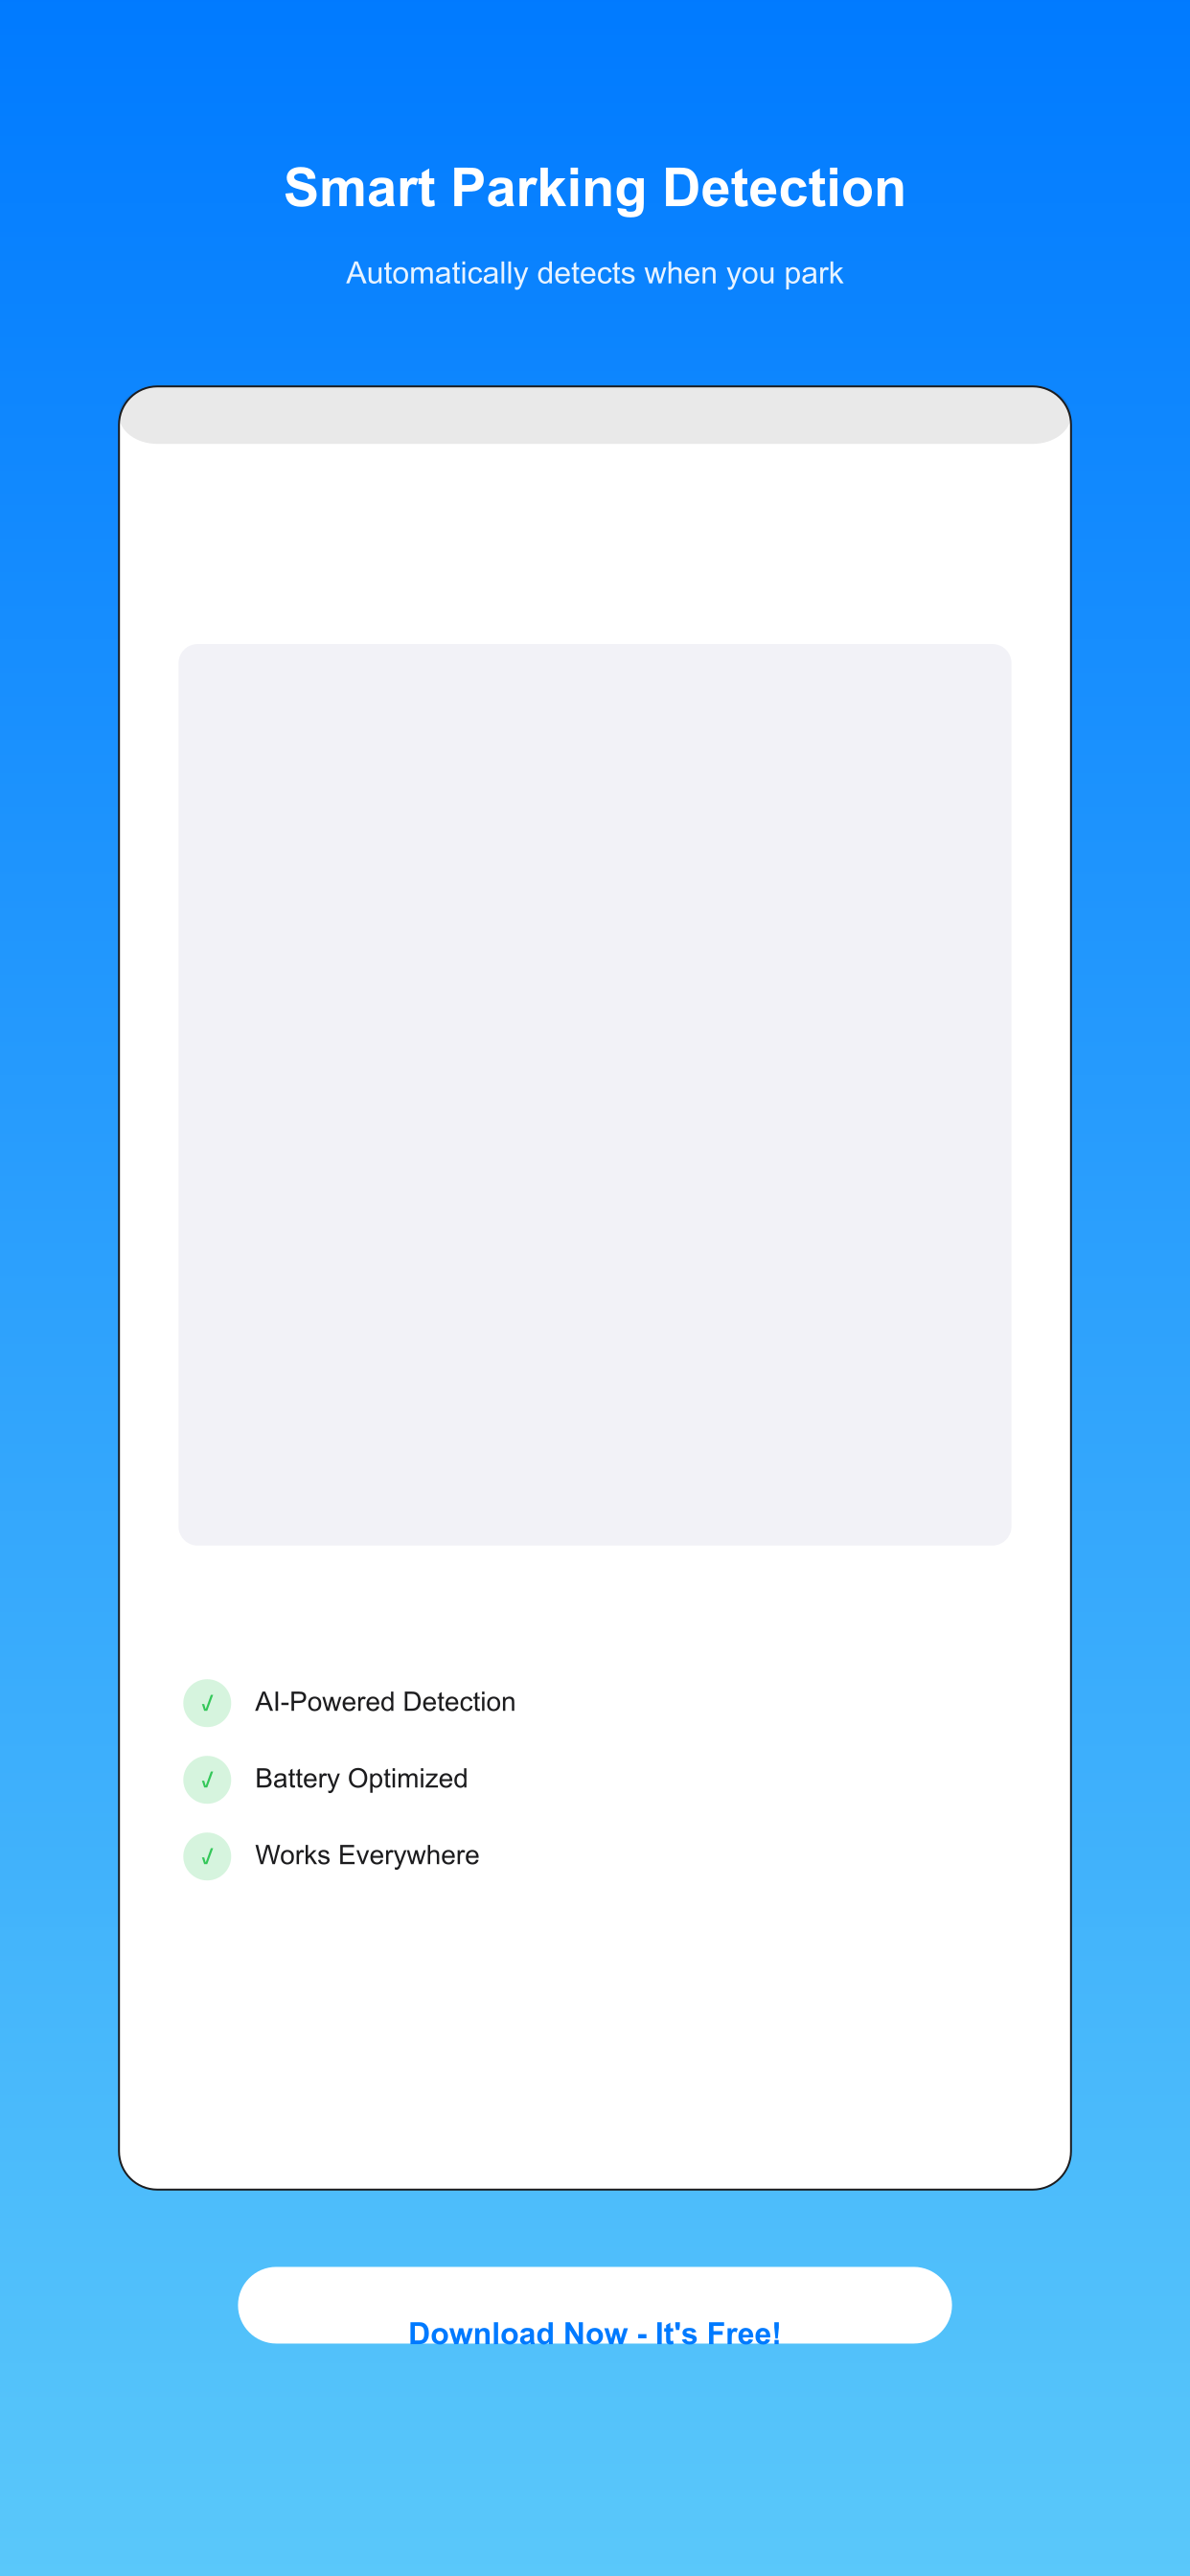 Smart Parking Detection
Automatically detects when you park
✓ AI-Powered Detection
✓ Battery Optimized
✓ Works Everywhere
Download Now - It's Free!